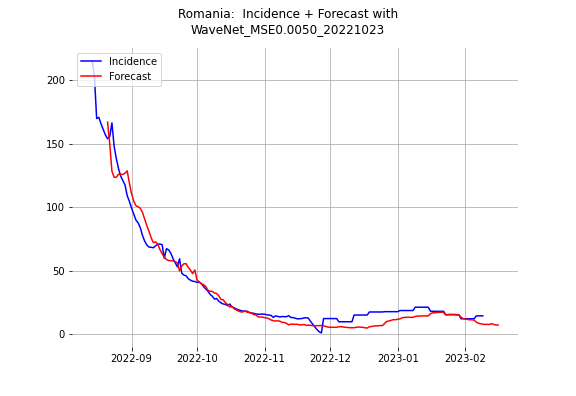 Romania:  Incidence + Forecast with
WaveNet_MSE0.0050_20221023
Incidence
Forecast
200
150
100
50
0
2022-09 2022-10 2022-11 2022-12 2023-01 2023-02